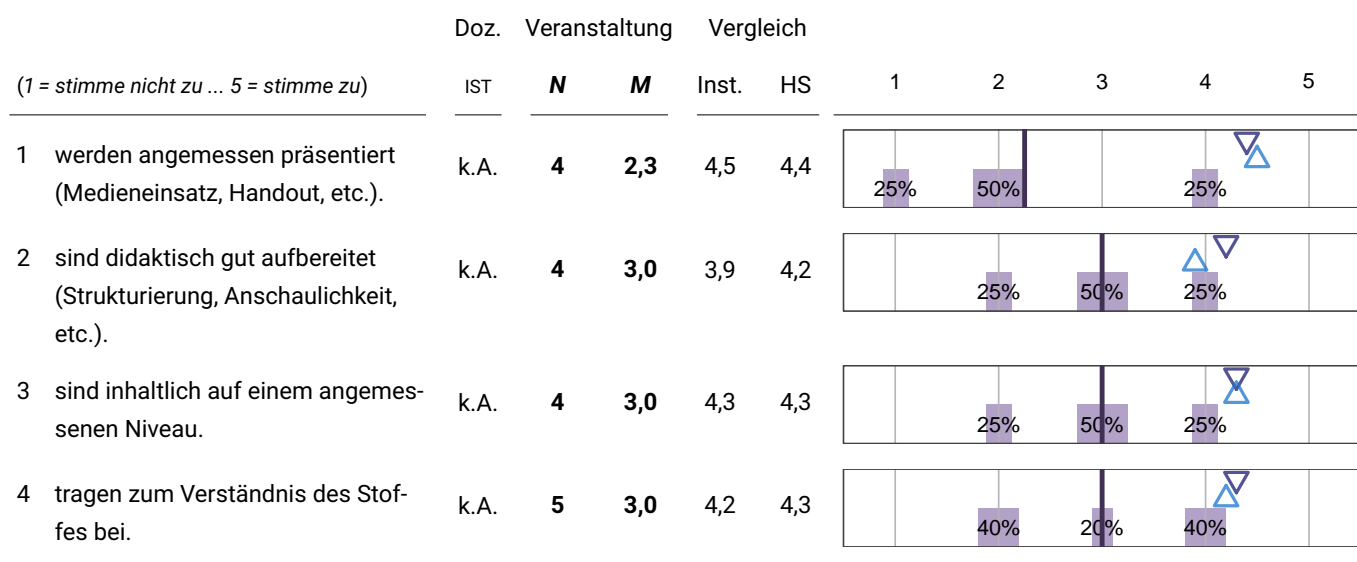 Doz. Veranstaltung Vergleich
(1 = stimme nicht zu ... 5 = stimme zu) IST N M Inst. HS 1 2 3 4 5
1 werden angemessen präsentiert
(Medieneinsatz, Handout, etc.).
k.A. 4 2,3 4,5 4,4
25% 50% 25%
2 sind didaktisch gut aufbereitet
(Strukturierung, Anschaulichkeit,
etc.).
k.A. 4 3,0 3,9 4,2
25% 50% 25%
3 sind inhaltlich auf einem angemes-
senen Niveau.
k.A. 4 3,0 4,3 4,3
25% 50% 25%
4 tragen zum Verständnis des Stof-
fes bei.
k.A. 5 3,0 4,2 4,3
40% 20% 40%